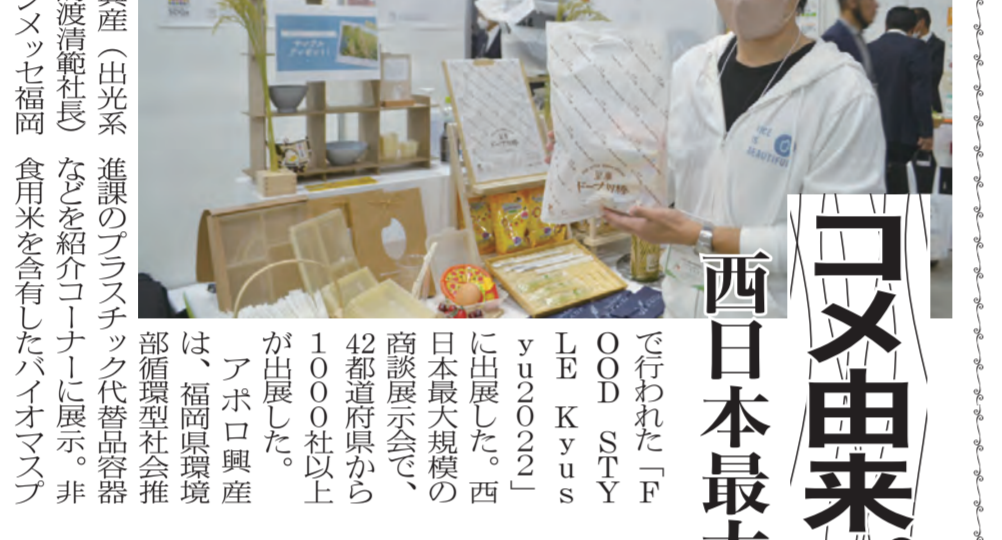 コメ由来。
西日本最
産（出光系
渡清範社長）
メッセ福岡
で行われた「F
OOD STY
LE Kyus
yu2022」
に出展した。西
日本最大規模の
商談展示会で、
42都道府県から
1000社以上
が出展した。
アポロ興産
は、福岡県環境
部循環型社会推
進課のプラスチック代替品容器
などを紹介コーナーに展示。非
食用米を含有したバイオマスプ
BEAUTIFUL